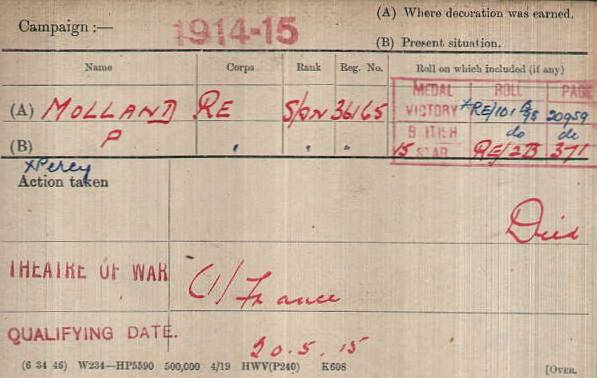 (A) Where decoration was earned.
Campaign :— 1914-15
(B) Present situation.
Name Corps Rank Reg. No. Roll on which included (if any)
MEDAL ROLL PAGE
(A) MOLLAND RE S/pn 36165 VICTORY *RE/101 B95 20959
(B) P " " " BRITISH do do
15 STAR RE/2B 371
*Percy
Action taken
Died
THEATRE OF WAR (1) France
QUALIFYING DATE. 20.5.15
(6 34 46) W234—HP5590 500,000 4/19 HWV(P240) K608 [OVER.